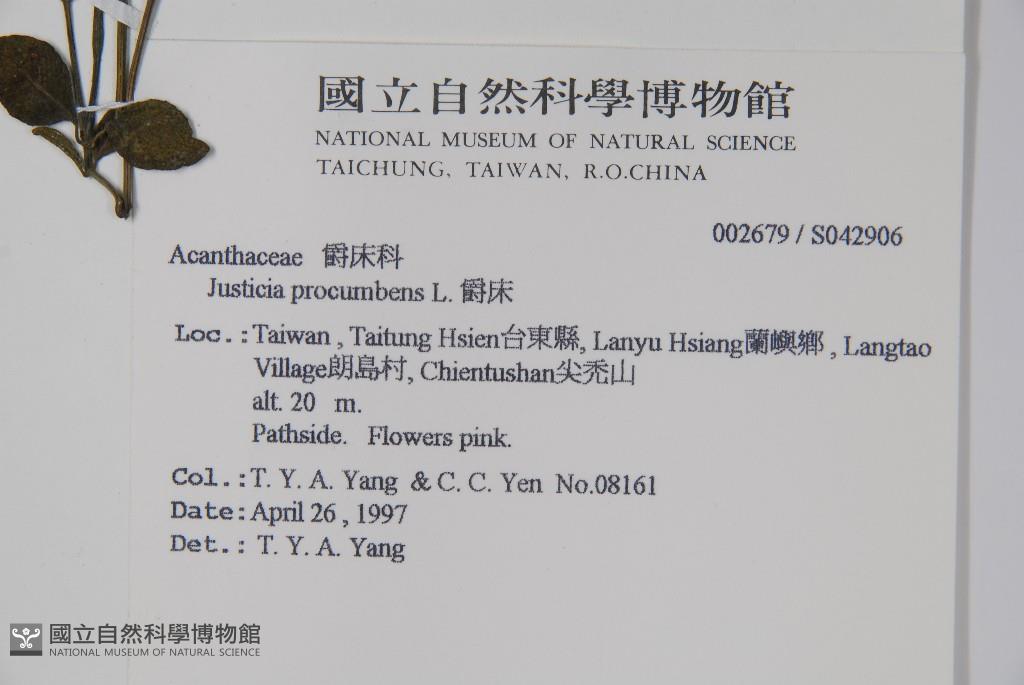 國立自然科學博物館
NATIONAL MUSEUM OF NATURAL SCIENCE
TAICHUNG, TAIWAN, R.O.CHINA
002679 / S042906
Acanthaceae 爵床科
Justicia procumbens L. 爵床
Loc.:Taiwan , Taitung Hsien台東縣, Lanyu Hsiang蘭嶼鄉 , Langtao
Village朗島村, Chientushan尖禿山
alt. 20 m.
Pathside. Flowers pink.
Col.:T. Y. A. Yang & C. C. Yen No.08161
Date:April 26 , 1997
Det.: T. Y. A. Yang
國立自然科學博物館
NATIONAL MUSEUM OF NATURAL SCIENCE